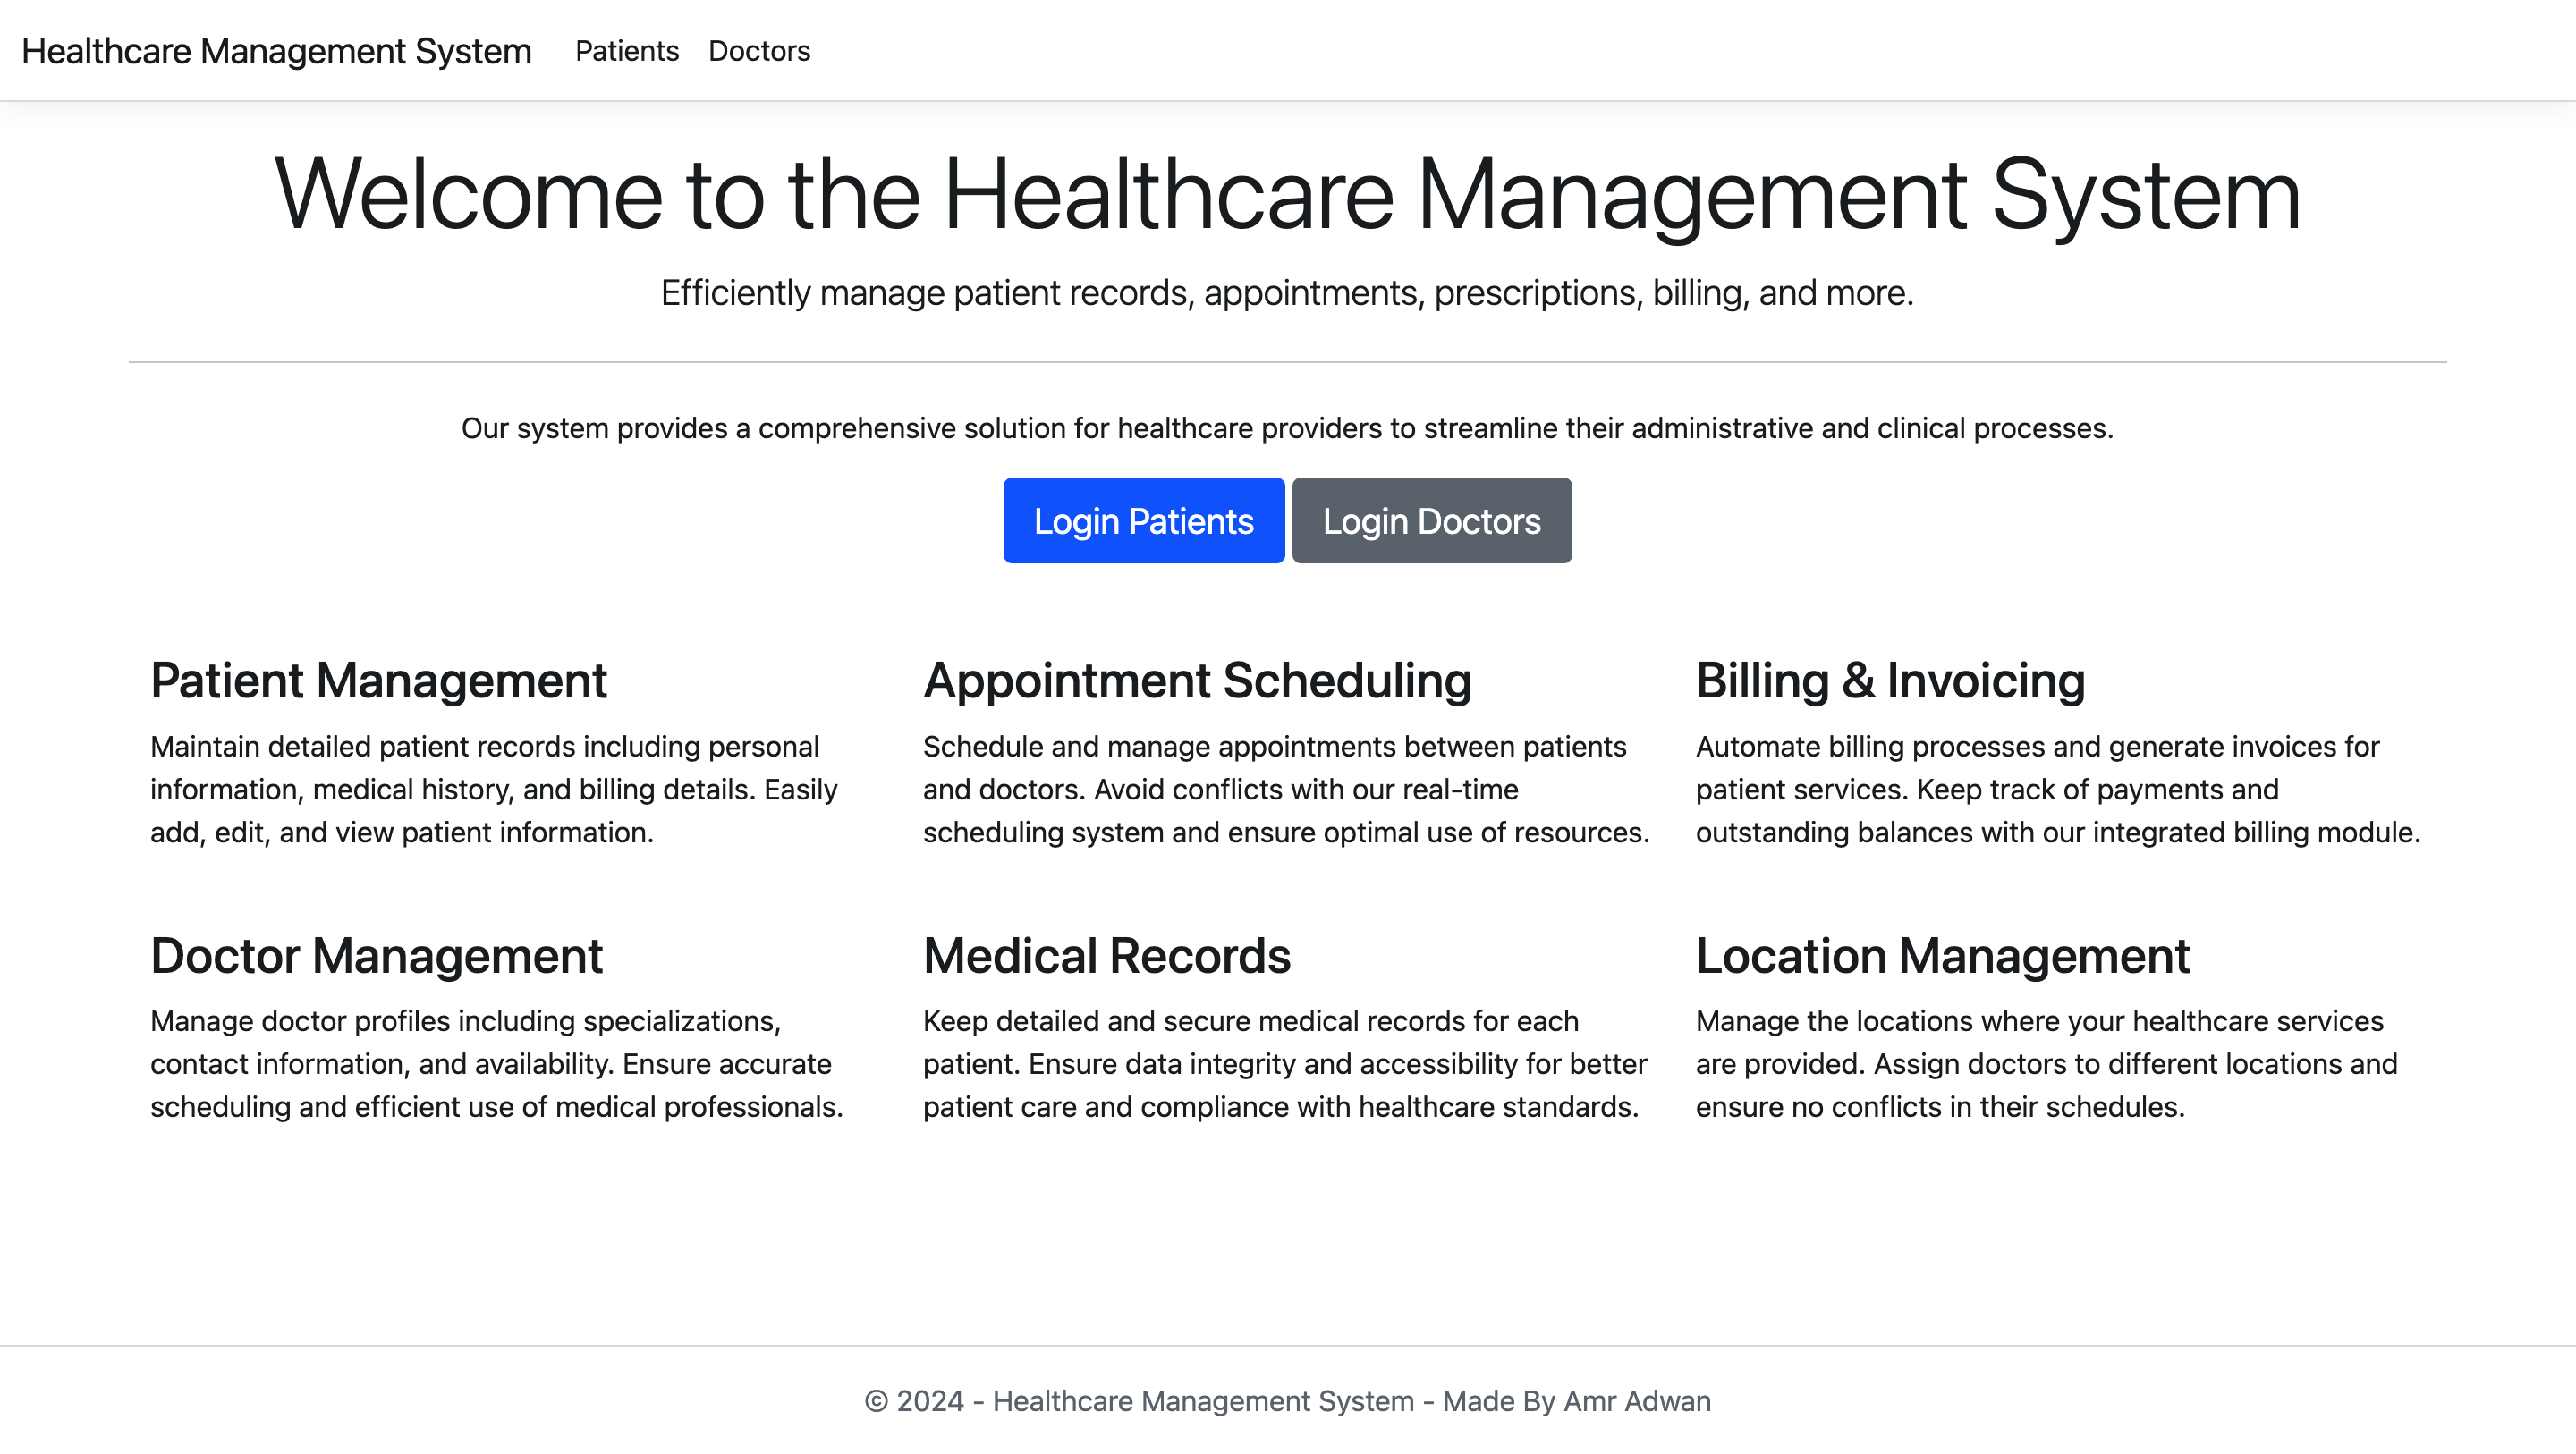 Healthcare Management System Patients Doctors
Welcome to the Healthcare Management System
Efficiently manage patient records, appointments, prescriptions, billing, and more.
Our system provides a comprehensive solution for healthcare providers to streamline their administrative and clinical processes.
Login Patients Login Doctors
Patient Management
Maintain detailed patient records including personal
information, medical history, and billing details. Easily
add, edit, and view patient information.
Appointment Scheduling
Schedule and manage appointments between patients
and doctors. Avoid conflicts with our real-time
scheduling system and ensure optimal use of resources.
Billing & Invoicing
Automate billing processes and generate invoices for
patient services. Keep track of payments and
outstanding balances with our integrated billing module.
Doctor Management
Manage doctor profiles including specializations,
contact information, and availability. Ensure accurate
scheduling and efficient use of medical professionals.
Medical Records
Keep detailed and secure medical records for each
patient. Ensure data integrity and accessibility for better
patient care and compliance with healthcare standards.
Location Management
Manage the locations where your healthcare services
are provided. Assign doctors to different locations and
ensure no conflicts in their schedules.
© 2024 - Healthcare Management System - Made By Amr Adwan